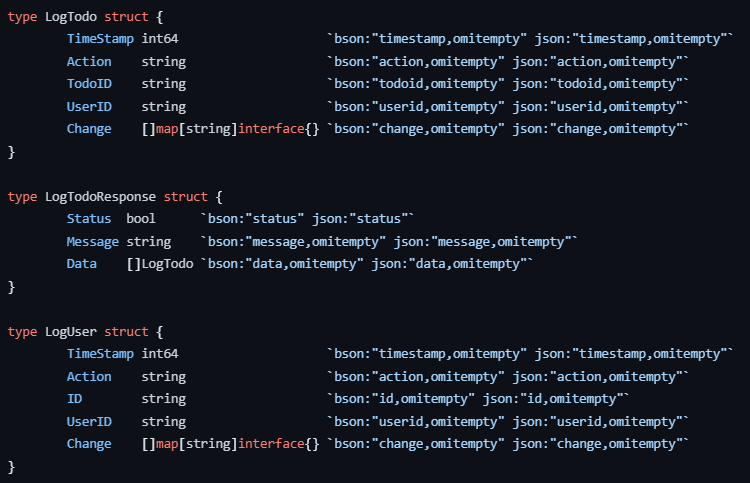 type LogTodo struct {
        TimeStamp int64                    `bson:"timestamp,omitempty" json:"timestamp,omitempty"`
        Action    string                   `bson:"action,omitempty" json:"action,omitempty"`
        TodoID    string                   `bson:"todoid,omitempty" json:"todoid,omitempty"`
        UserID    string                   `bson:"userid,omitempty" json:"userid,omitempty"`
        Change    []map[string]interface{} `bson:"change,omitempty" json:"change,omitempty"`
}

type LogTodoResponse struct {
        Status  bool      `bson:"status" json:"status"`
        Message string    `bson:"message,omitempty" json:"message,omitempty"`
        Data    []LogTodo `bson:"data,omitempty" json:"data,omitempty"`
}

type LogUser struct {
        TimeStamp int64                    `bson:"timestamp,omitempty" json:"timestamp,omitempty"`
        Action    string                   `bson:"action,omitempty" json:"action,omitempty"`
        ID        string                   `bson:"id,omitempty" json:"id,omitempty"`
        UserID    string                   `bson:"userid,omitempty" json:"userid,omitempty"`
        Change    []map[string]interface{} `bson:"change,omitempty" json:"change,omitempty"`
}